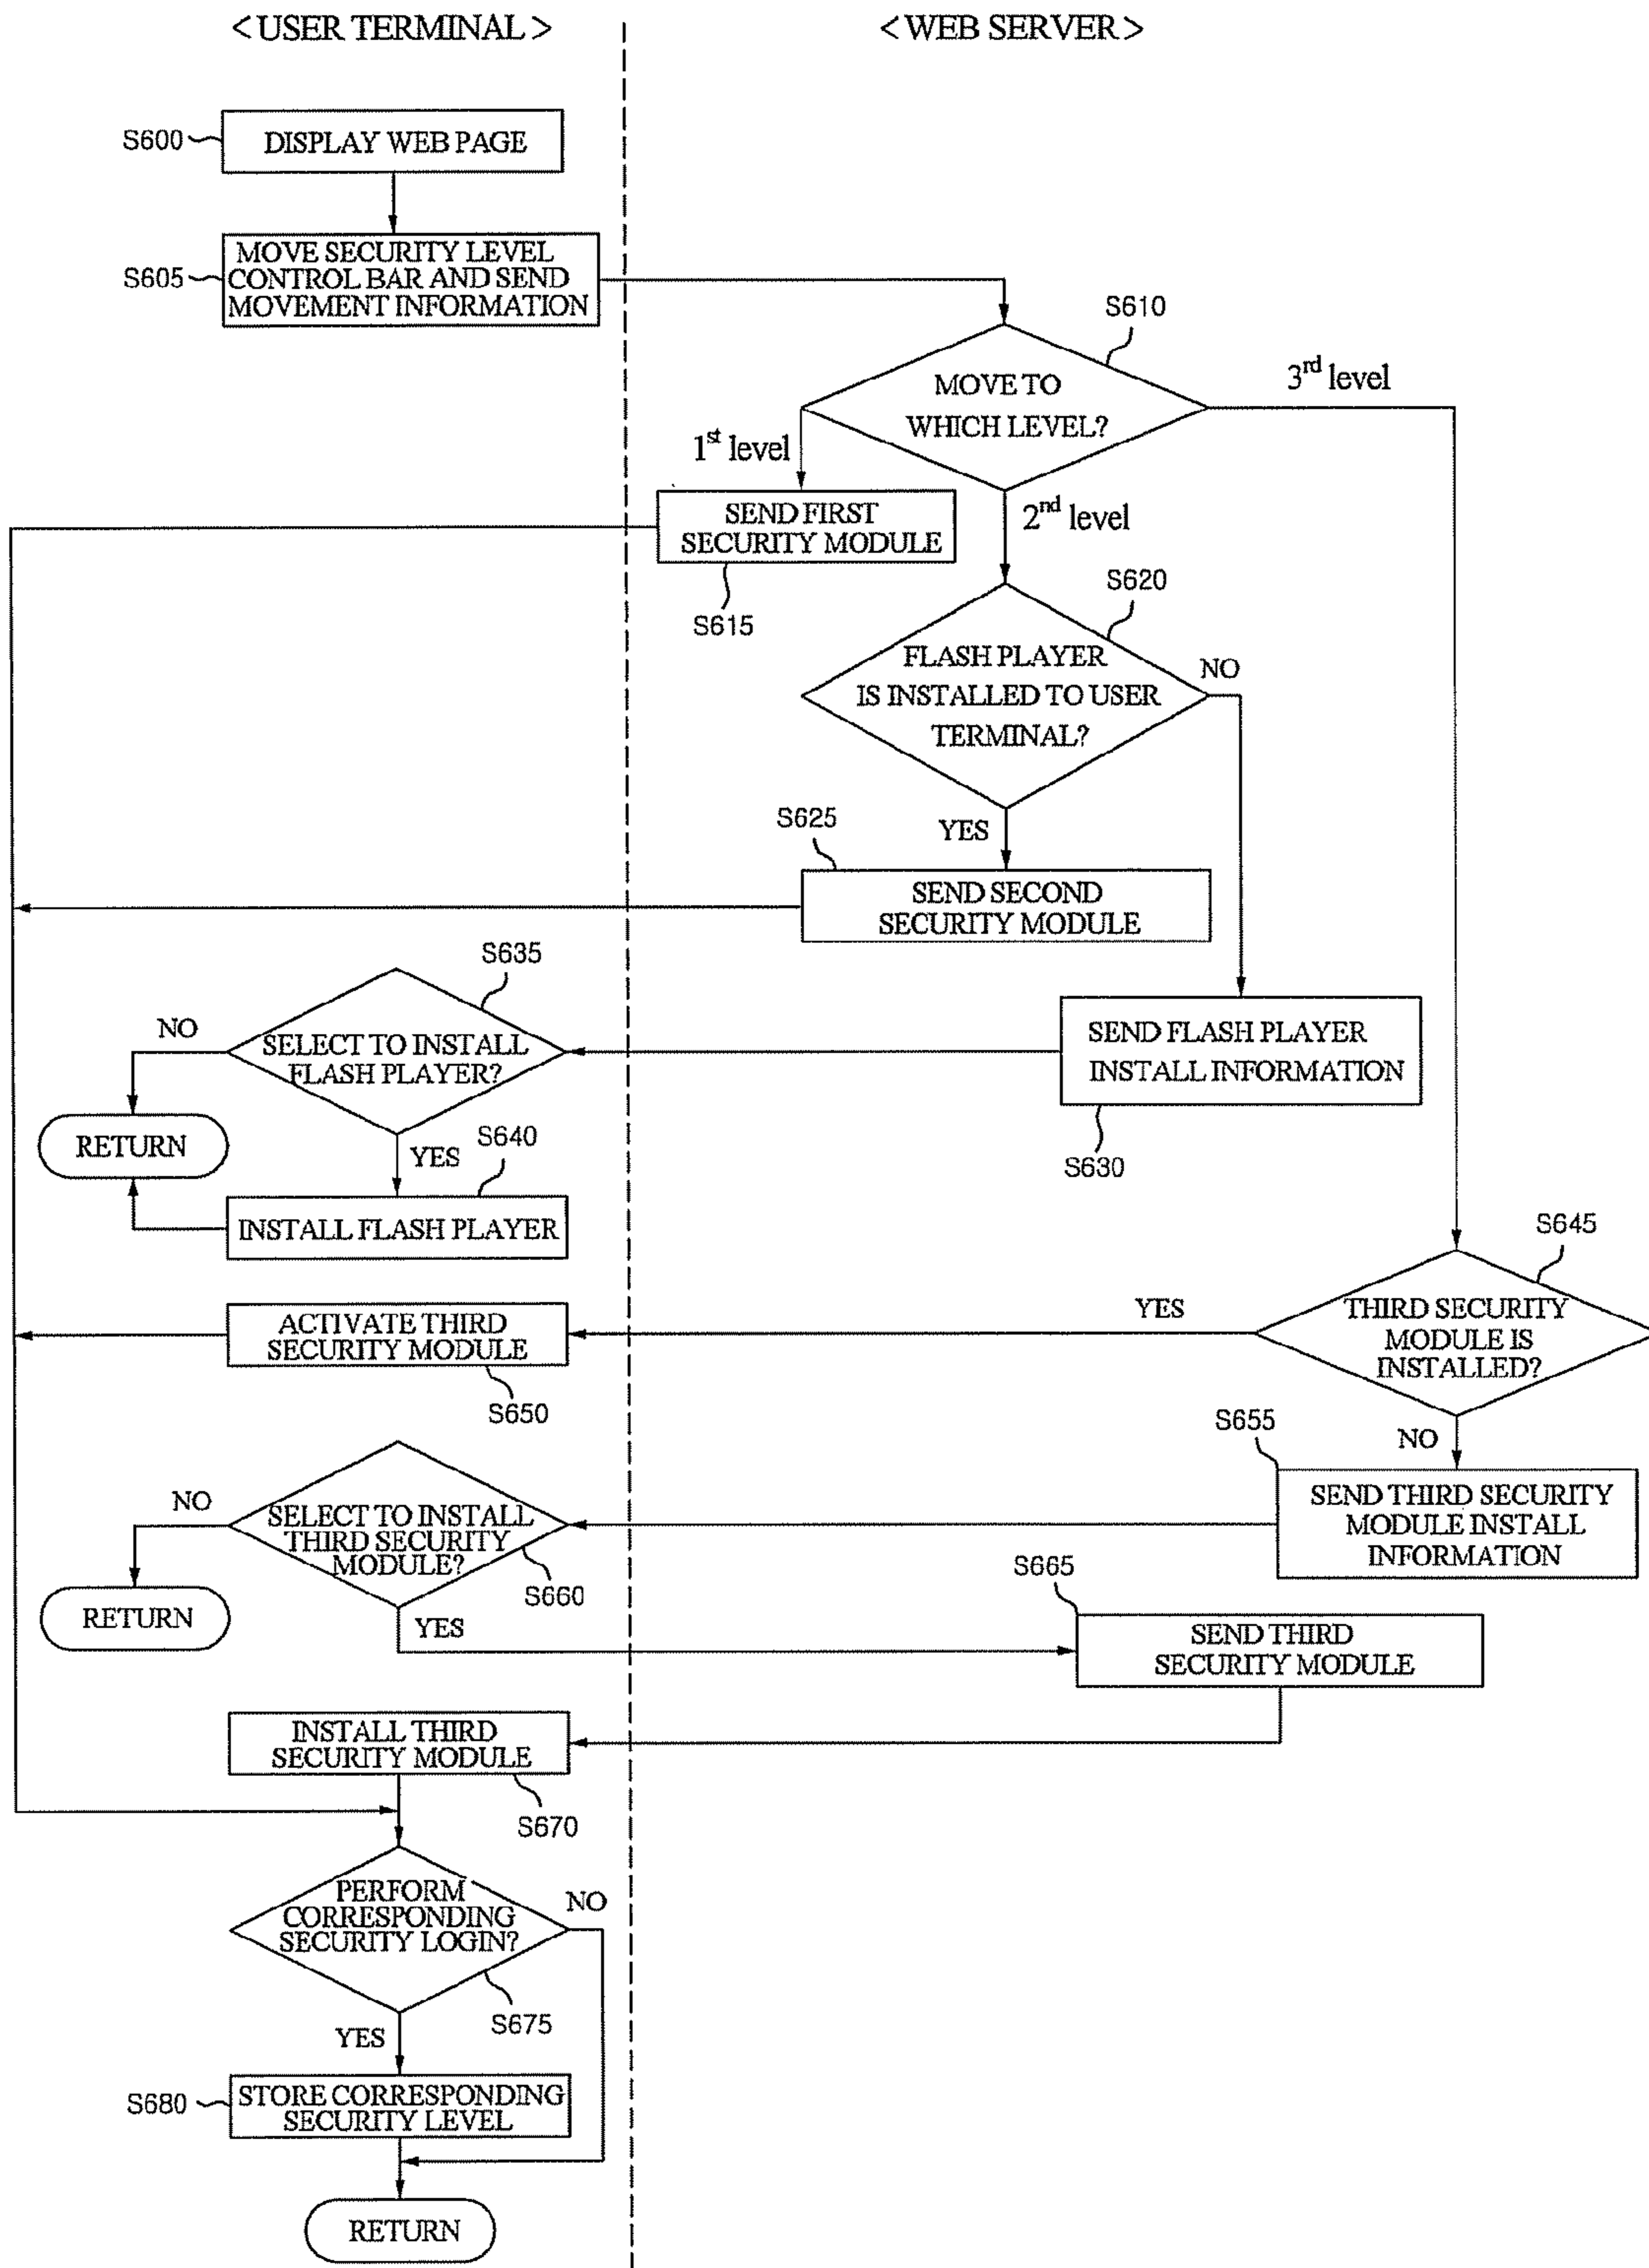 <USER TERMINAL>
<WEB SERVER>
S600
DISPLAY WEB PAGE
S605
MOVE SECURITY LEVEL
CONTROL BAR AND SEND
MOVEMENT INFORMATION
S610
MOVE TO
WHICH LEVEL?
3rd level
1st level
SEND FIRST
SECURITY MODULE
S615
2nd level
S620
FLASH PLAYER
IS INSTALLED TO USER
TERMINAL?
NO
YES
S625
SEND SECOND
SECURITY MODULE
S635
NO
SELECT TO INSTALL
FLASH PLAYER?
SEND FLASH PLAYER
INSTALL INFORMATION
S630
RETURN
YES
S640
INSTALL FLASH PLAYER
S645
THIRD SECURITY
MODULE IS
INSTALLED?
YES
ACTIVATE THIRD
SECURITY MODULE
S650
NO
S655
SEND THIRD SECURITY
MODULE INSTALL
INFORMATION
NO
SELECT TO INSTALL
THIRD SECURITY
MODULE?
S660
RETURN
YES
S665
SEND THIRD
SECURITY MODULE
INSTALL THIRD
SECURITY MODULE
S670
PERFORM
CORRESPONDING
SECURITY LOGIN?
NO
S675
YES
S680
STORE CORRESPONDING
SECURITY LEVEL
RETURN